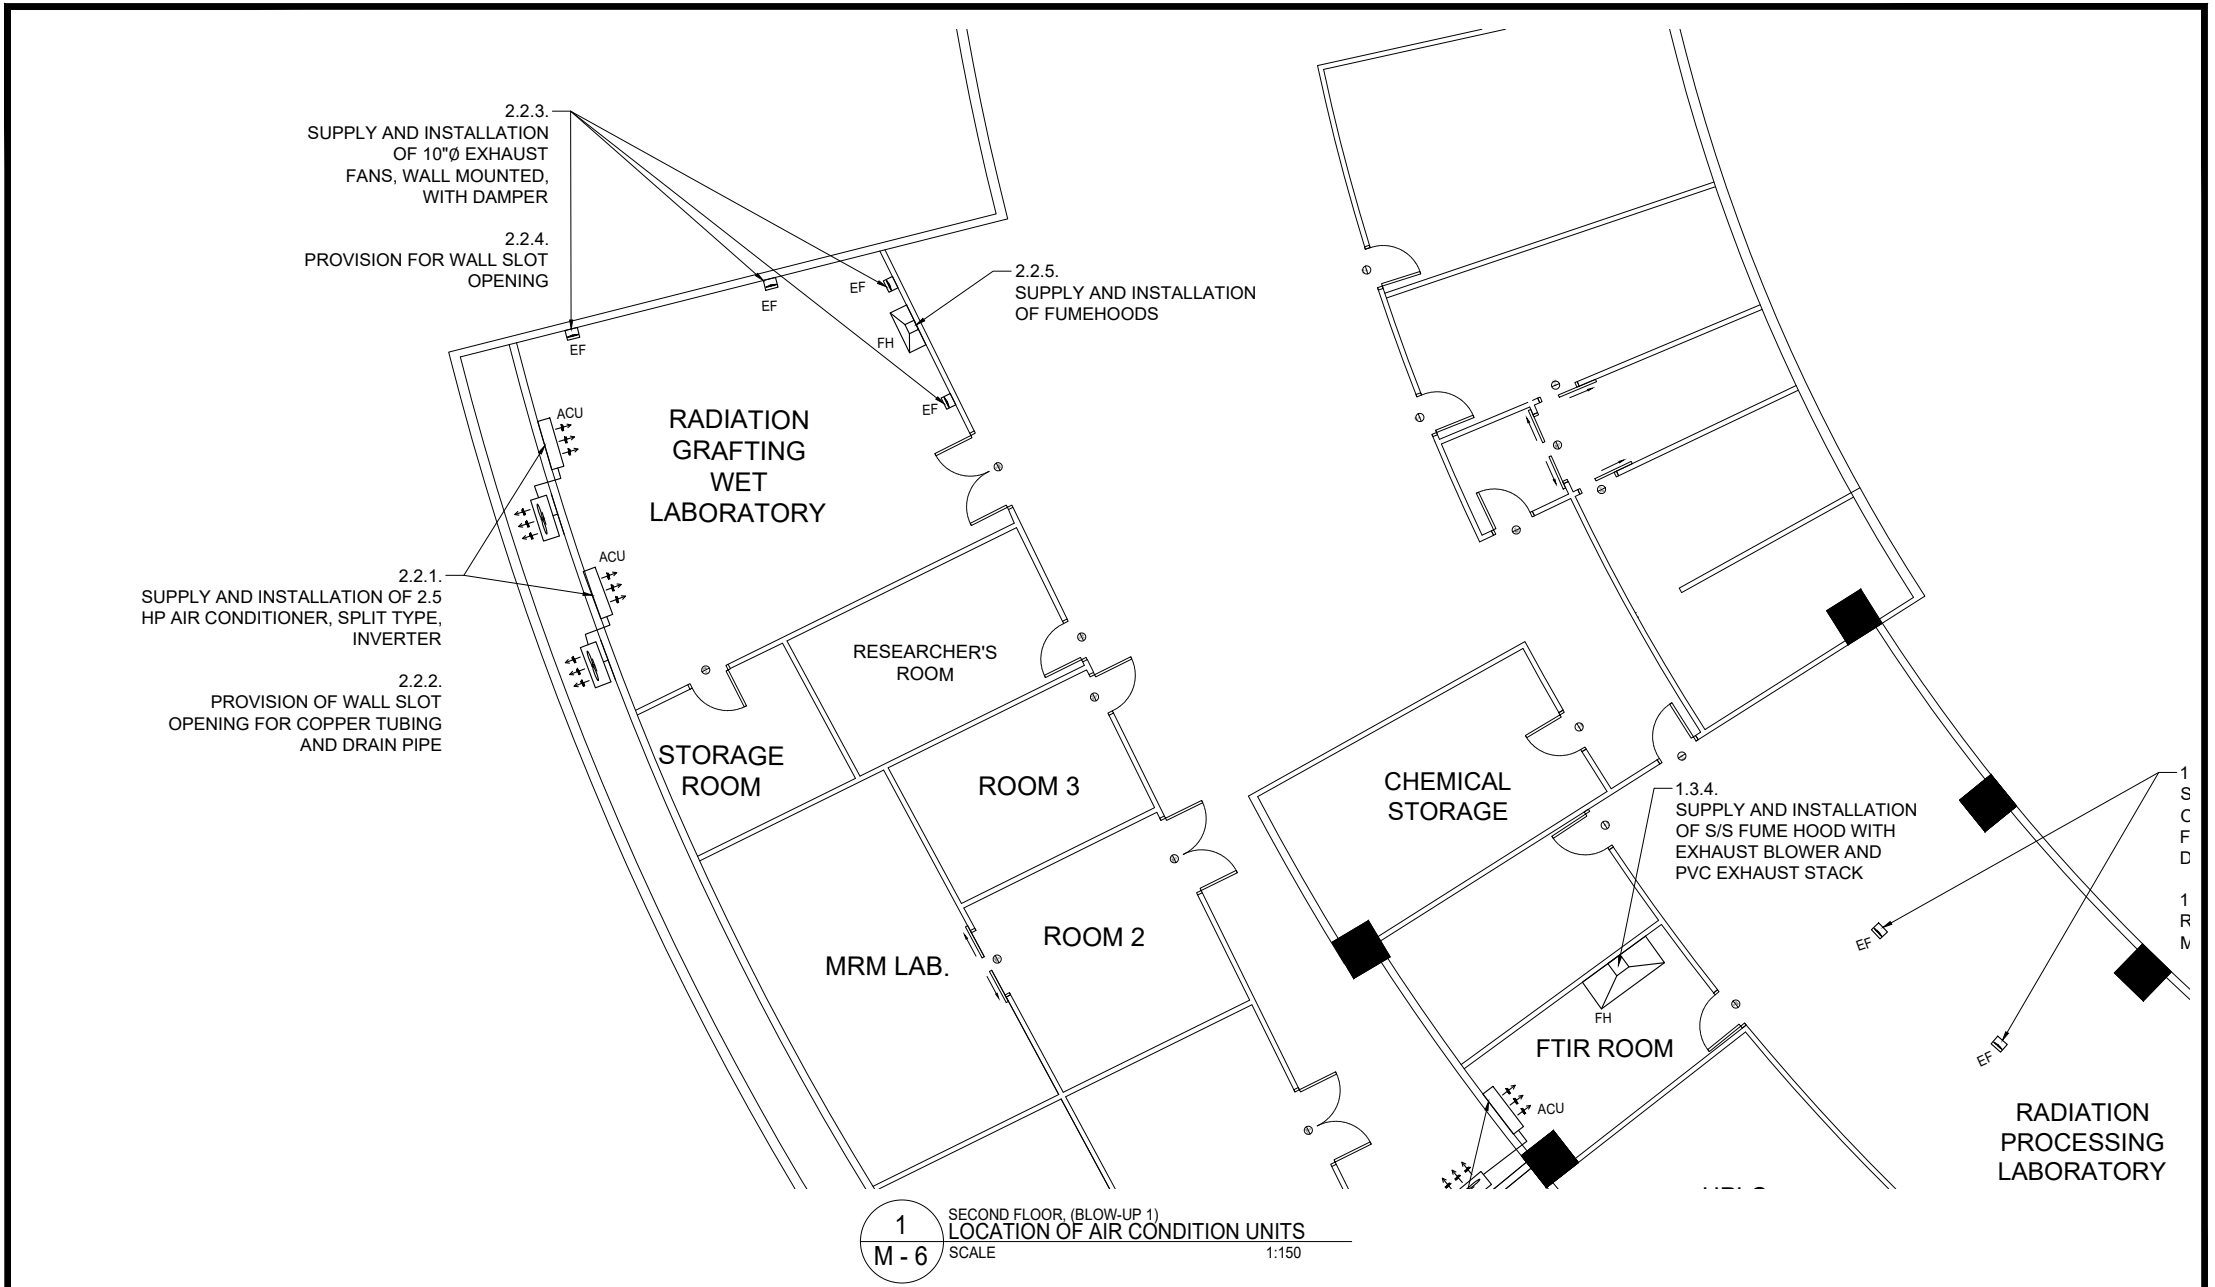 2.2.3.
SUPPLY AND INSTALLATION
OF 10"Ø EXHAUST
FANS, WALL MOUNTED,
WITH DAMPER
2.2.4.
PROVISION FOR WALL SLOT
OPENING
EF
EF
EF
EF
FH
2.2.5.
SUPPLY AND INSTALLATION
OF FUMEHOODS
ACU
RADIATION
GRAFTING
WET
LABORATORY
ACU
2.2.1.
SUPPLY AND INSTALLATION OF 2.5
HP AIR CONDITIONER, SPLIT TYPE,
INVERTER
2.2.2.
PROVISION OF WALL SLOT
OPENING FOR COPPER TUBING
AND DRAIN PIPE
RESEARCHER'S
ROOM
STORAGE
ROOM
ROOM 3
CHEMICAL
STORAGE
1.3.4.
SUPPLY AND INSTALLATION
OF S/S FUME HOOD WITH
EXHAUST BLOWER AND
PVC EXHAUST STACK
1
S
F
D
1
R
M
ROOM 2
MRM LAB.
EF
EF
FH
FTIR ROOM
ACU
RADIATION
PROCESSING
LABORATORY
1
M - 6
SECOND FLOOR, (BLOW-UP 1)
LOCATION OF AIR CONDITION UNITS
SCALE 1:150